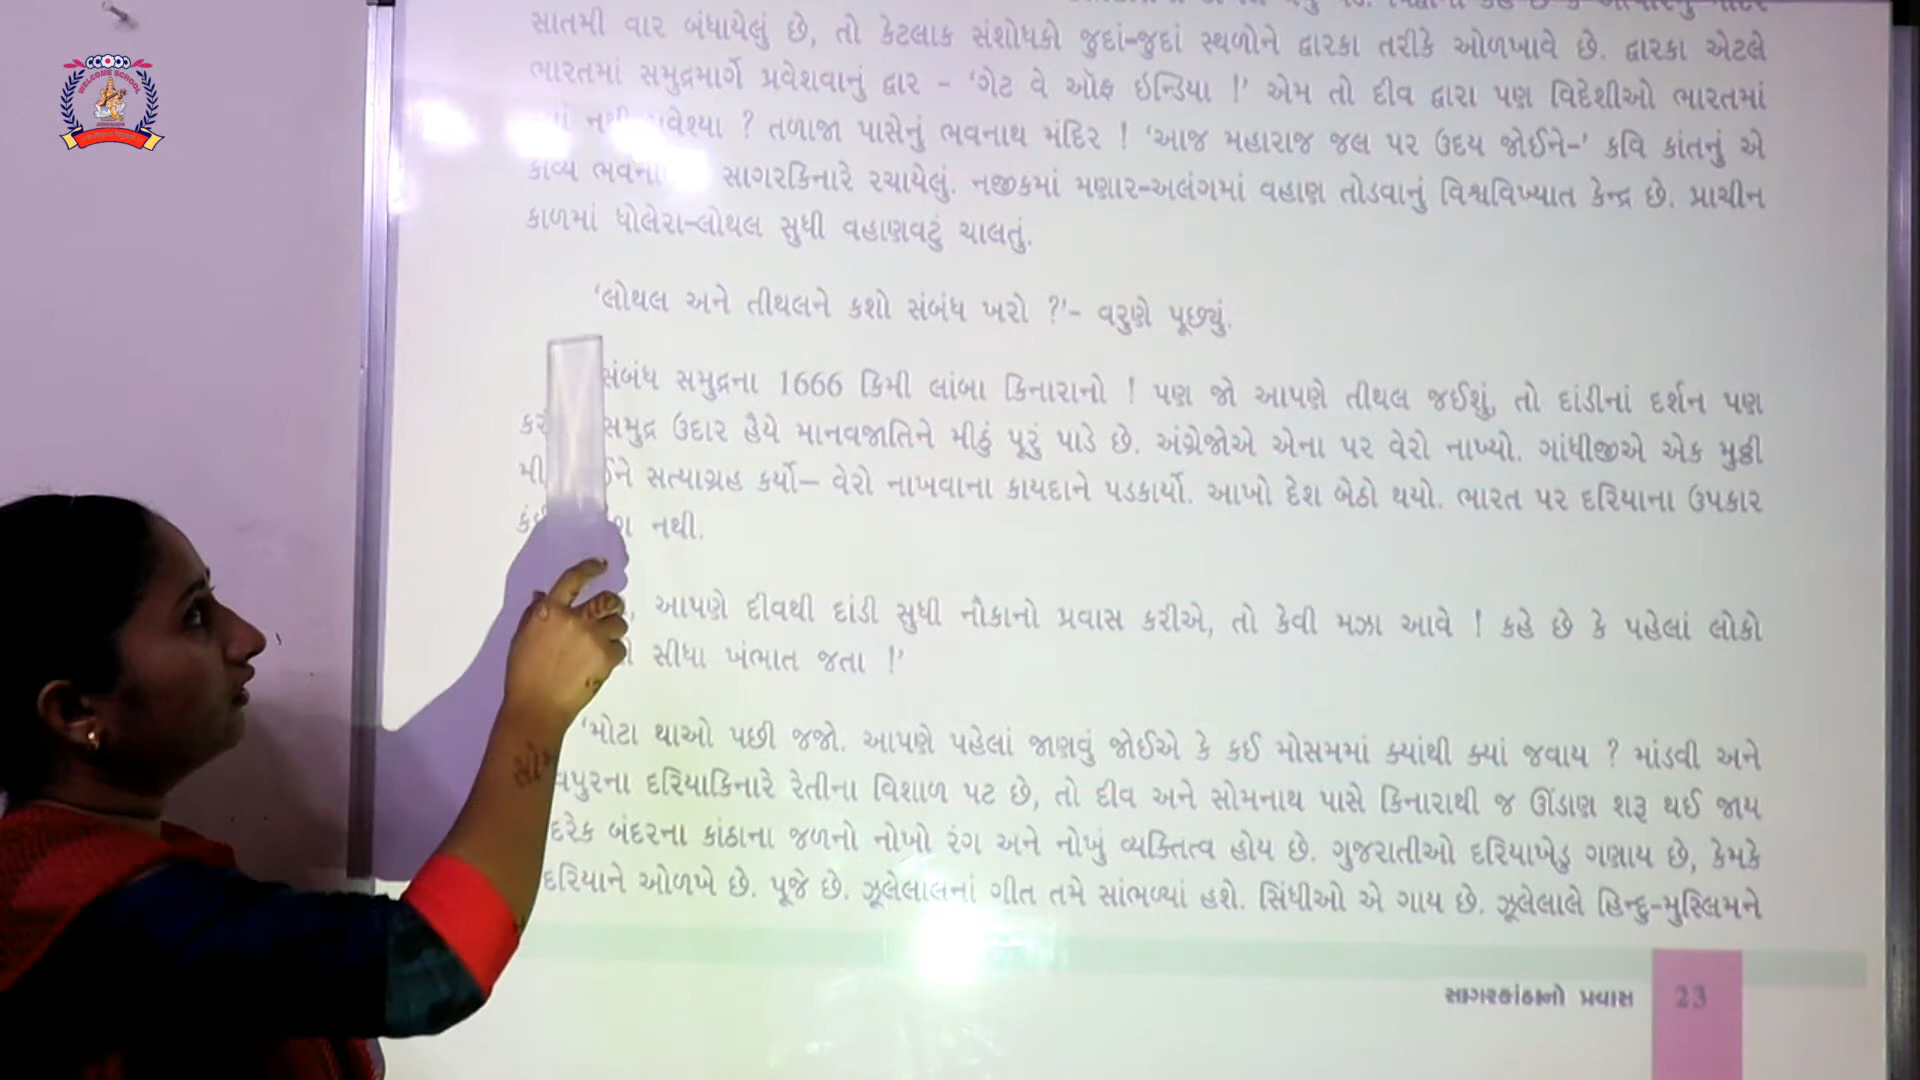 WELCOME SCHOOL
સાતમી વાર બંધાયેલું છે, તો કેટલાક સંશોધકો જુદાં-જુદાં સ્થળોને દ્વારકા તરીકે ઓળખાવે છે. દ્વારકા એટલે
ભારતમાં સમુદ્રમાર્ગે પ્રવેશવાનું દ્વાર – ‘ગેટ વે ઑફ ઇન્ડિયા !’ એમ તો દીવ દ્વારા પણ વિદેશીઓ ભારતમાં
? તળાજા પાસેનું ભવનાથ મંદિર ! ‘આજ મહારાજ જલ પર ઉદય જોઈને–’ કવિ કાંતનું એ
કાવ્ય સાગરકિનારે રચાયેલું. નજીકમાં મણાર-અલંગમાં વહાણ તોડવાનું વિશ્વવિખ્યાત કેન્દ્ર છે. પ્રાચીન
કાળમાં ધોલેરા-લોથલ સુધી વહાણવટું ચાલતું.
‘લોથલ અને તીથલને કશો સંબંધ ખરો ?’– વરુણે પૂછ્યું.
સંબંધ સમુદ્રના 1666 કિમી લાંબા કિનારાનો ! પણ જો આપણે તીથલ જઈશું, તો દાંડીનાં દર્શન પણ
સમુદ્ર ઉદાર હૈયે માનવજાતિને મીઠું પૂરું પાડે છે. અંગ્રેજોએ એના પર વેરો નાખ્યો. ગાંધીજીએ એક મુઠ્ઠી
સત્યાગ્રહ કર્યો– વેરો નાખવાના કાયદાને પડકાર્યો. આખો દેશ બેઠો થયો. ભારત પર દરિયાના ઉપકાર
નથી.
આપણે દીવથી દાંડી સુધી નૌકાનો પ્રવાસ કરીએ, તો કેવી મઝા આવે ! કહે છે કે પહેલાં લોકો
સીધા ખંભાત જતા !’
‘મોટા થાઓ પછી જજો. આપણે પહેલાં જાણવું જોઈએ કે કઈ મોસમમાં ક્યાંથી ક્યાં જવાય ? માંડવી અને
દરિયાકિનારે રેતીના વિશાળ પટ છે, તો દીવ અને સોમનાથ પાસે કિનારાથી જ ઊંડાણ શરૂ થઈ જાય
દરેક બંદરના કાંઠાના જળનો નોખો રંગ અને નોખું વ્યક્તિત્વ હોય છે. ગુજરાતીઓ દરિયાખેડુ ગણાય છે, કેમકે
દરિયાને ઓળખે છે. પૂજે છે. ઝૂલેલાલનાં ગીત તમે સાંભળ્યાં હશે. સિંધીઓ એ ગાય છે. ઝૂલેલાલે હિન્દુ-મુસ્લિમને
સાગરકાંઠાનો પ્રવાસ 23